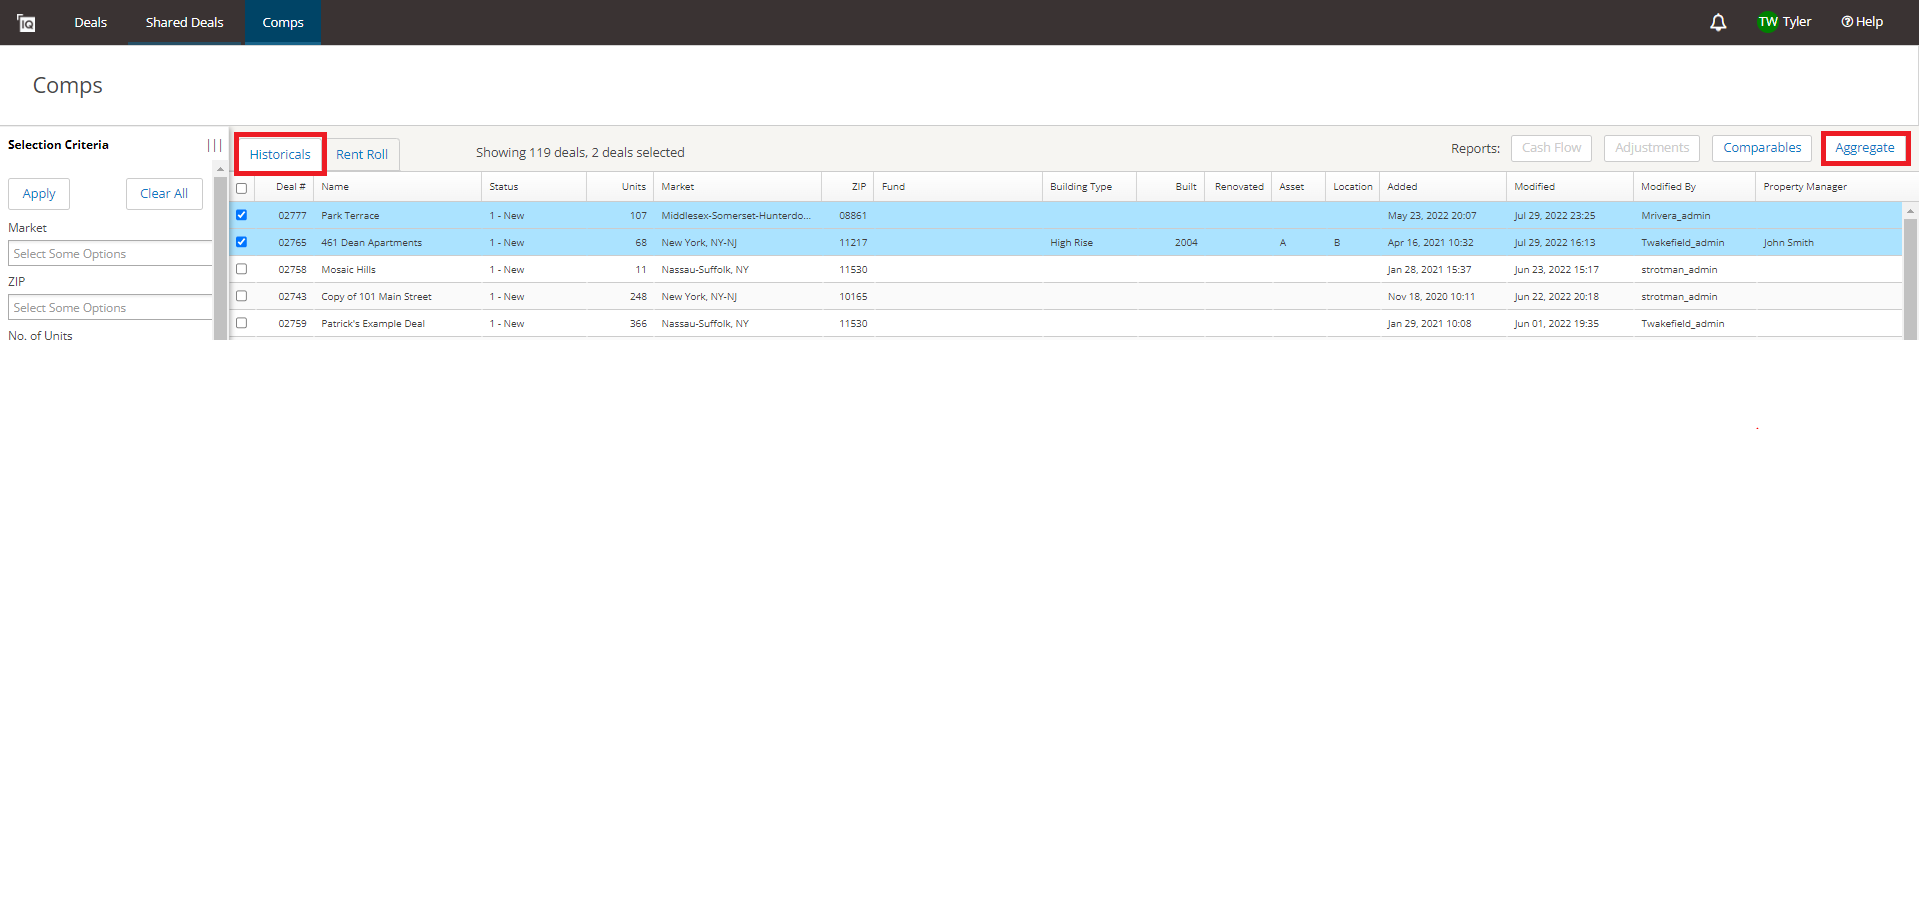 IQ Deals Shared Deals Comps TW Tyler Help
Comps
Selection Criteria
Historicals Rent Roll Showing 119 deals, 2 deals selected Reports: Cash Flow Adjustments Comparables Aggregate
Apply Clear All
Market
Select Some Options
ZIP
Select Some Options
No. of Units
Deal # Name Status Units Market ZIP Fund Building Type Built Renovated Asset Location Added Modified Modified By Property Manager
02777 Park Terrace 1 - New 107 Middlesex-Somerset-Hunterdo... 08861 May 23, 2022 20:07 Jul 29, 2022 23:25 Mrivera_admin
02765 461 Dean Apartments 1 - New 68 New York, NY-NJ 11217 High Rise 2004 A B Apr 16, 2021 10:32 Jul 29, 2022 16:13 Twakefield_admin John Smith
02758 Mosaic Hills 1 - New 11 Nassau-Suffolk, NY 11530 Jan 28, 2021 15:37 Jun 23, 2022 15:17 strotman_admin
02743 Copy of 101 Main Street 1 - New 248 New York, NY-NJ 10165 Nov 18, 2020 10:11 Jun 22, 2022 20:18 strotman_admin
02759 Patrick's Example Deal 1 - New 366 Nassau-Suffolk, NY 11530 Jan 29, 2021 10:08 Jun 01, 2022 19:35 Twakefield_admin